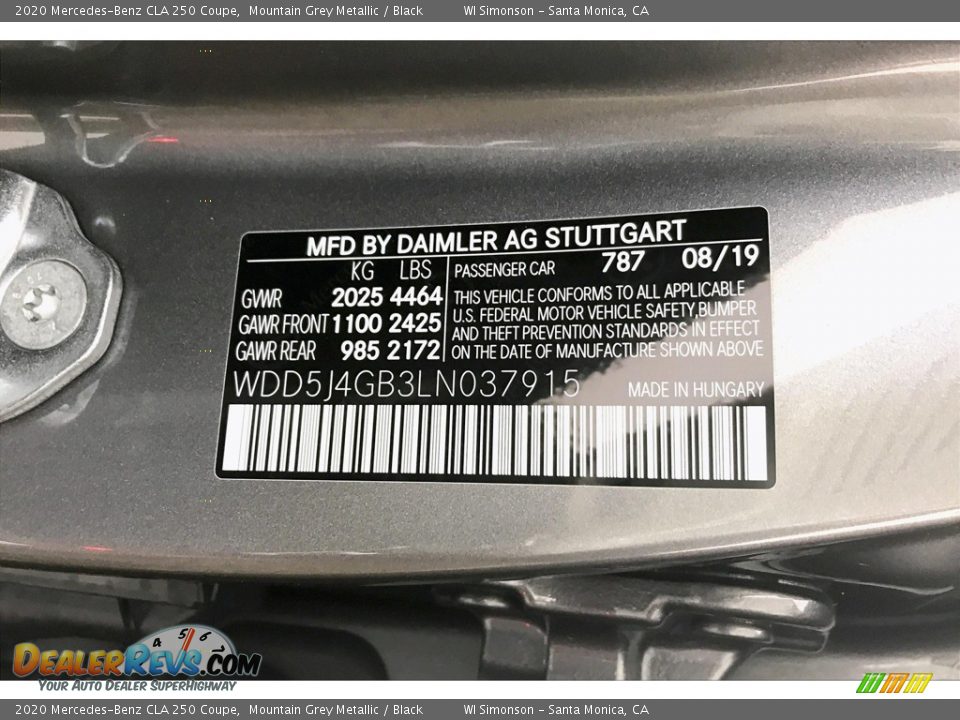 2020 Mercedes-Benz CLA 250 Coupe,  Mountain Grey Metallic / Black        WI Simonson - Santa Monica, CA
MFD BY DAIMLER AG STUTTGART
KG LBS PASSENGER CAR 787 08/19
GVWR 2025 4464
GAWR FRONT 1100 2425
GAWR REAR 985 2172
THIS VEHICLE CONFORMS TO ALL APPLICABLE
U.S. FEDERAL MOTOR VEHICLE SAFETY,BUMPER
AND THEFT PREVENTION STANDARDS IN EFFECT
ON THE DATE OF MANUFACTURE SHOWN ABOVE
WDD5J4GB3LN037915 MADE IN HUNGARY
4 5 6
DEALERREVS.COM
YOUR AUTO DEALER SUPERHIGHWAY
2020 Mercedes-Benz CLA 250 Coupe,  Mountain Grey Metallic / Black        WI Simonson - Santa Monica, CA